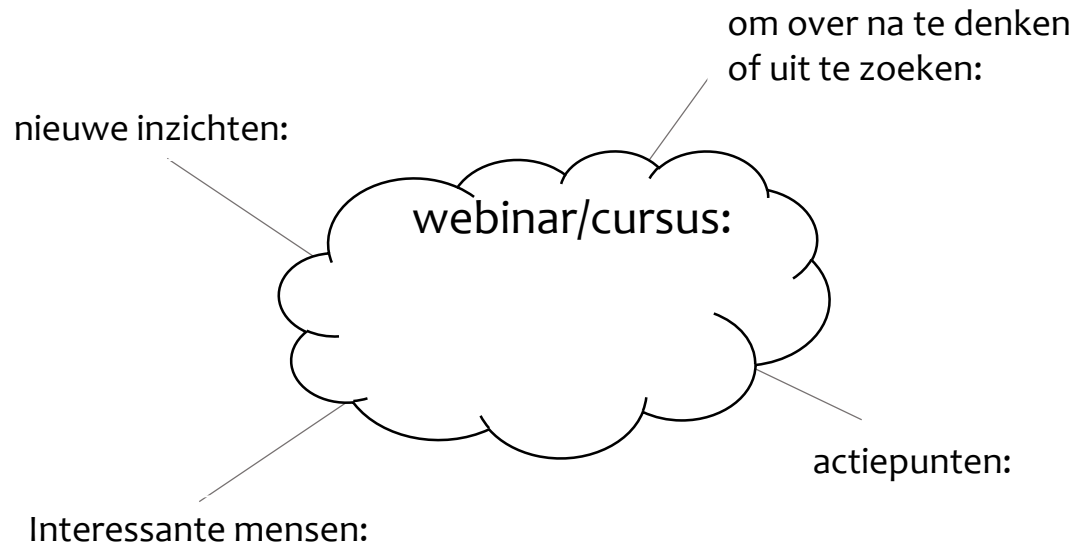 om over na te denken
of uit te zoeken:
nieuwe inzichten:
webinar/cursus:
actiepunten:
Interessante mensen: